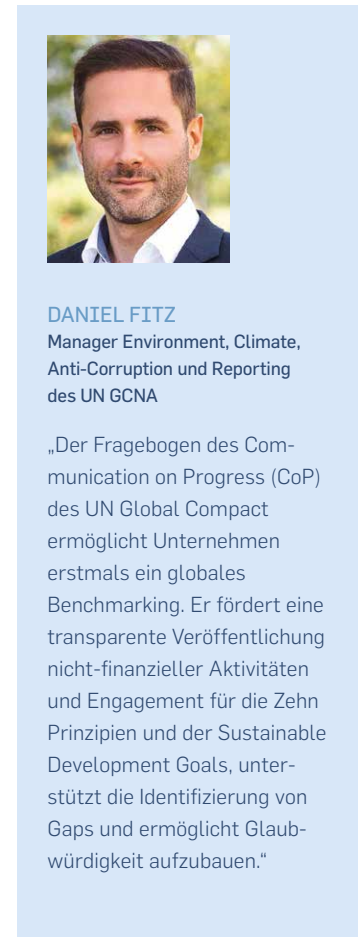 DANIEL FITZ
Manager Environment, Climate,
Anti-Corruption und Reporting
des UN GCNA
„Der Fragebogen des Com-
munication on Progress (CoP)
des UN Global Compact
ermöglicht Unternehmen
erstmals ein globales
Benchmarking. Er fördert eine
transparente Veröffentlichung
nicht-finanzieller Aktivitäten
und Engagement für die Zehn
Prinzipien und der Sustainable
Development Goals, unter-
stützt die Identifizierung von
Gaps und ermöglicht Glaub-
würdigkeit aufzubauen.“